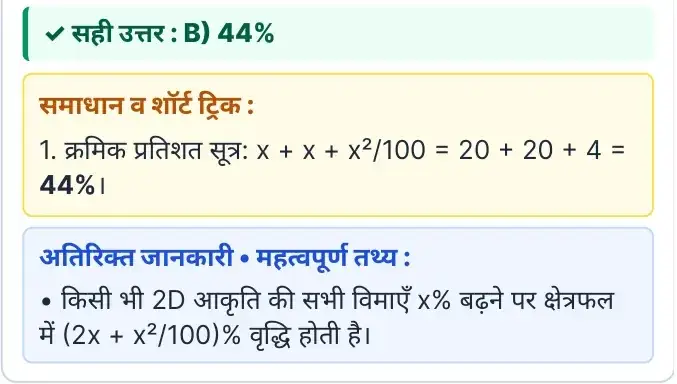 ✓ सही उत्तर : B) 44%
समाधान व शॉर्ट ट्रिक :
1. क्रमिक प्रतिशत सूत्र: x + x + x²/100 = 20 + 20 + 4 =
44%।
अतिरिक्त जानकारी • महत्वपूर्ण तथ्य :
• किसी भी 2D आकृति की सभी विमाएँ x% बढ़ने पर क्षेत्रफल
में (2x + x²/100)% वृद्धि होती है।